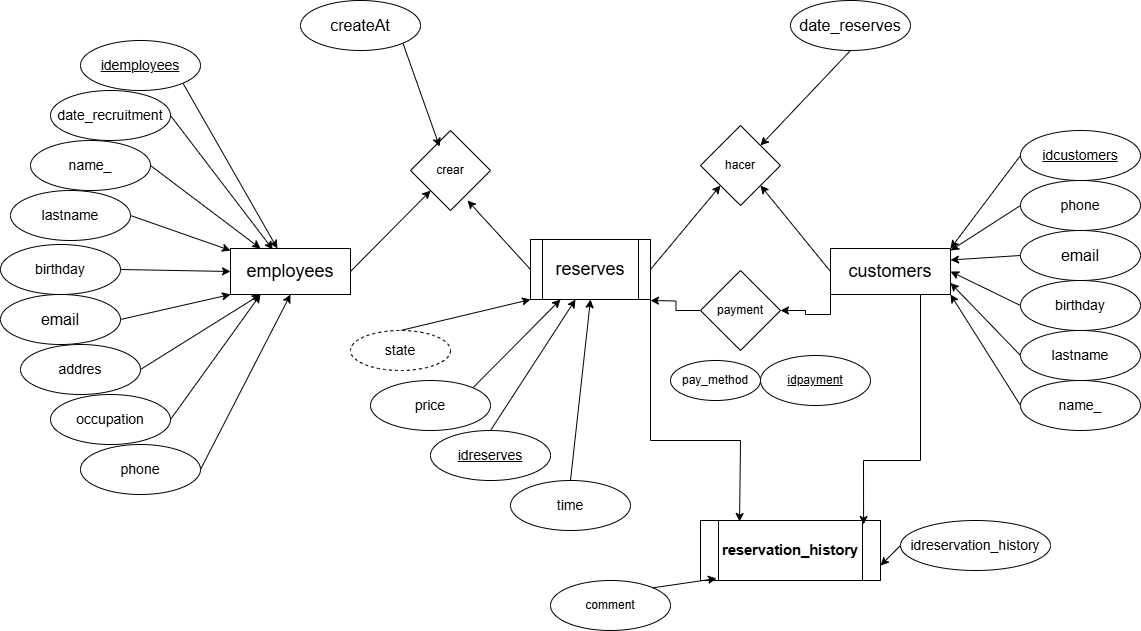 createAt
date_reserves
idemployees
date_recruitment
name_
lastname
birthday
email
addres
occupation
phone
employees
crear
hacer
reserves
customers
payment
idcustomers
phone
email
birthday
lastname
name_
state
price
idreserves
time
pay_method
idpayment
reservation_history
idreservation_history
comment